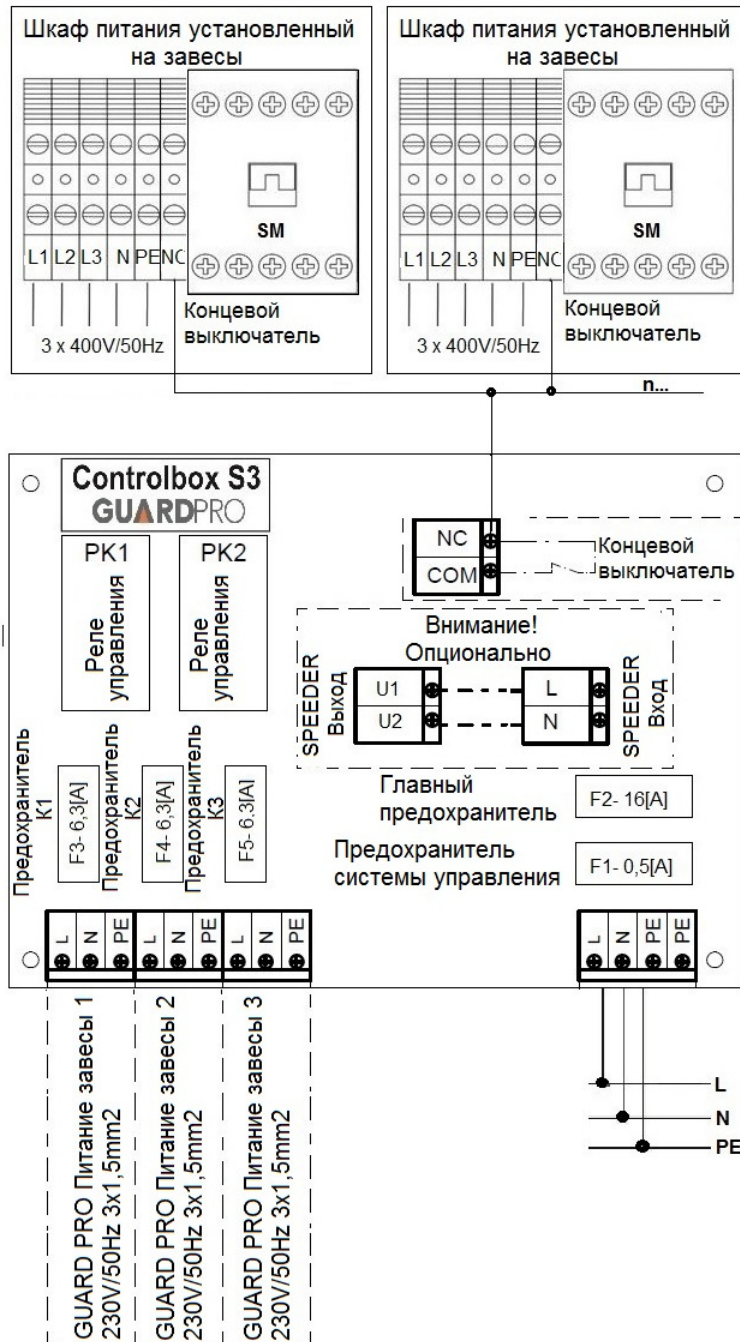 Шкаф питания установленный
на завесы
SM
L1 L2 L3 N PE NC
3 x 400V/50Hz
Концевой
выключатель
Шкаф питания установленный
на завесы
SM
L1 L2 L3 N PE NC
3 x 400V/50Hz
Концевой
выключатель
n...
Controlbox S3
GUARDPRO
PK1
Реле
управления
PK2
Реле
управления
NC
COM
Концевой
выключатель
Внимание!
Опционально
SPEEDER
Выход
U1
U2
L
N
SPEEDER
Вход
Предохранитель
К1
F3- 6,3[A]
Предохранитель
К2
F4- 6,3[A]
Предохранитель
К3
F5- 6.3[A]
Главный
предохранитель
F2- 16[A]
Предохранитель
системы управления
F1- 0,5[A]
L N PE L N PE L N PE
L N PE PE
GUARD PRO Питание завесы 1
230V/50Hz 3x1,5mm2
GUARD PRO Питание завесы 2
230V/50Hz 3x1,5mm2
GUARD PRO Питание завесы 3
230V/50Hz 3x1,5mm2
L
N
PE